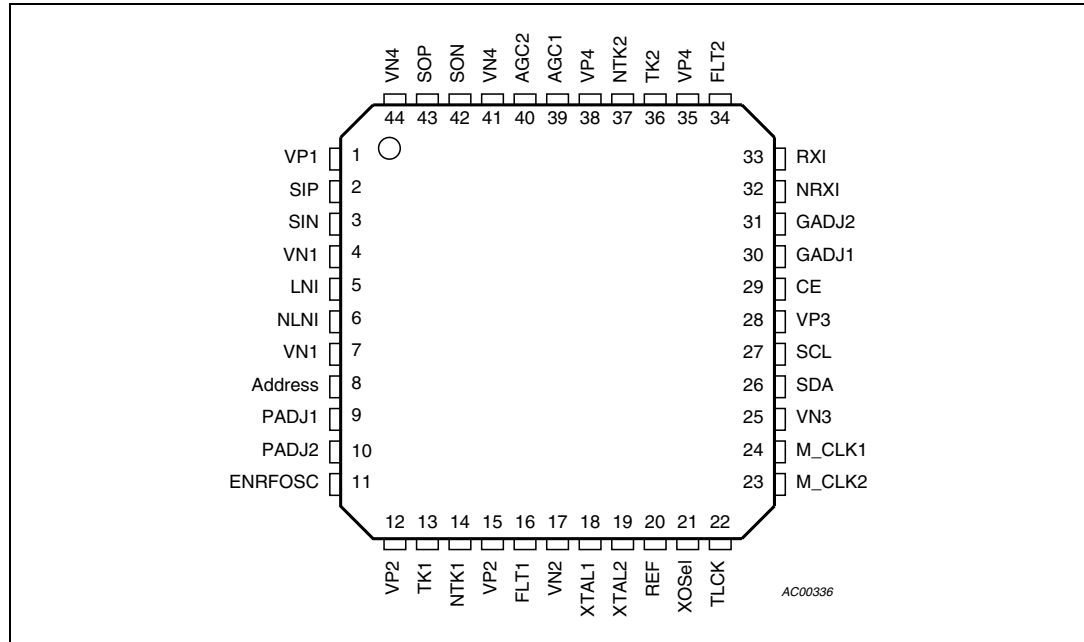 VN4 SOP SON VN4 AGC2 AGC1 VP4 NTK2 TK2 VP4 FLT2
44 43 42 41 40 39 38 37 36 35 34
VP1 1 33 RXI
SIP 2 32 NRXI
SIN 3 31 GADJ2
VN1 4 30 GADJ1
LNI 5 29 CE
NLNI 6 28 VP3
VN1 7 27 SCL
Address 8 26 SDA
PADJ1 9 25 VN3
PADJ2 10 24 M_CLK1
ENRFOSC 11 23 M_CLK2
12 13 14 15 16 17 18 19 20 21 22
VP2 TK1 NTK1 VP2 FLT1 VN2 XTAL1 XTAL2 REF XOSel TLCK
AC00336